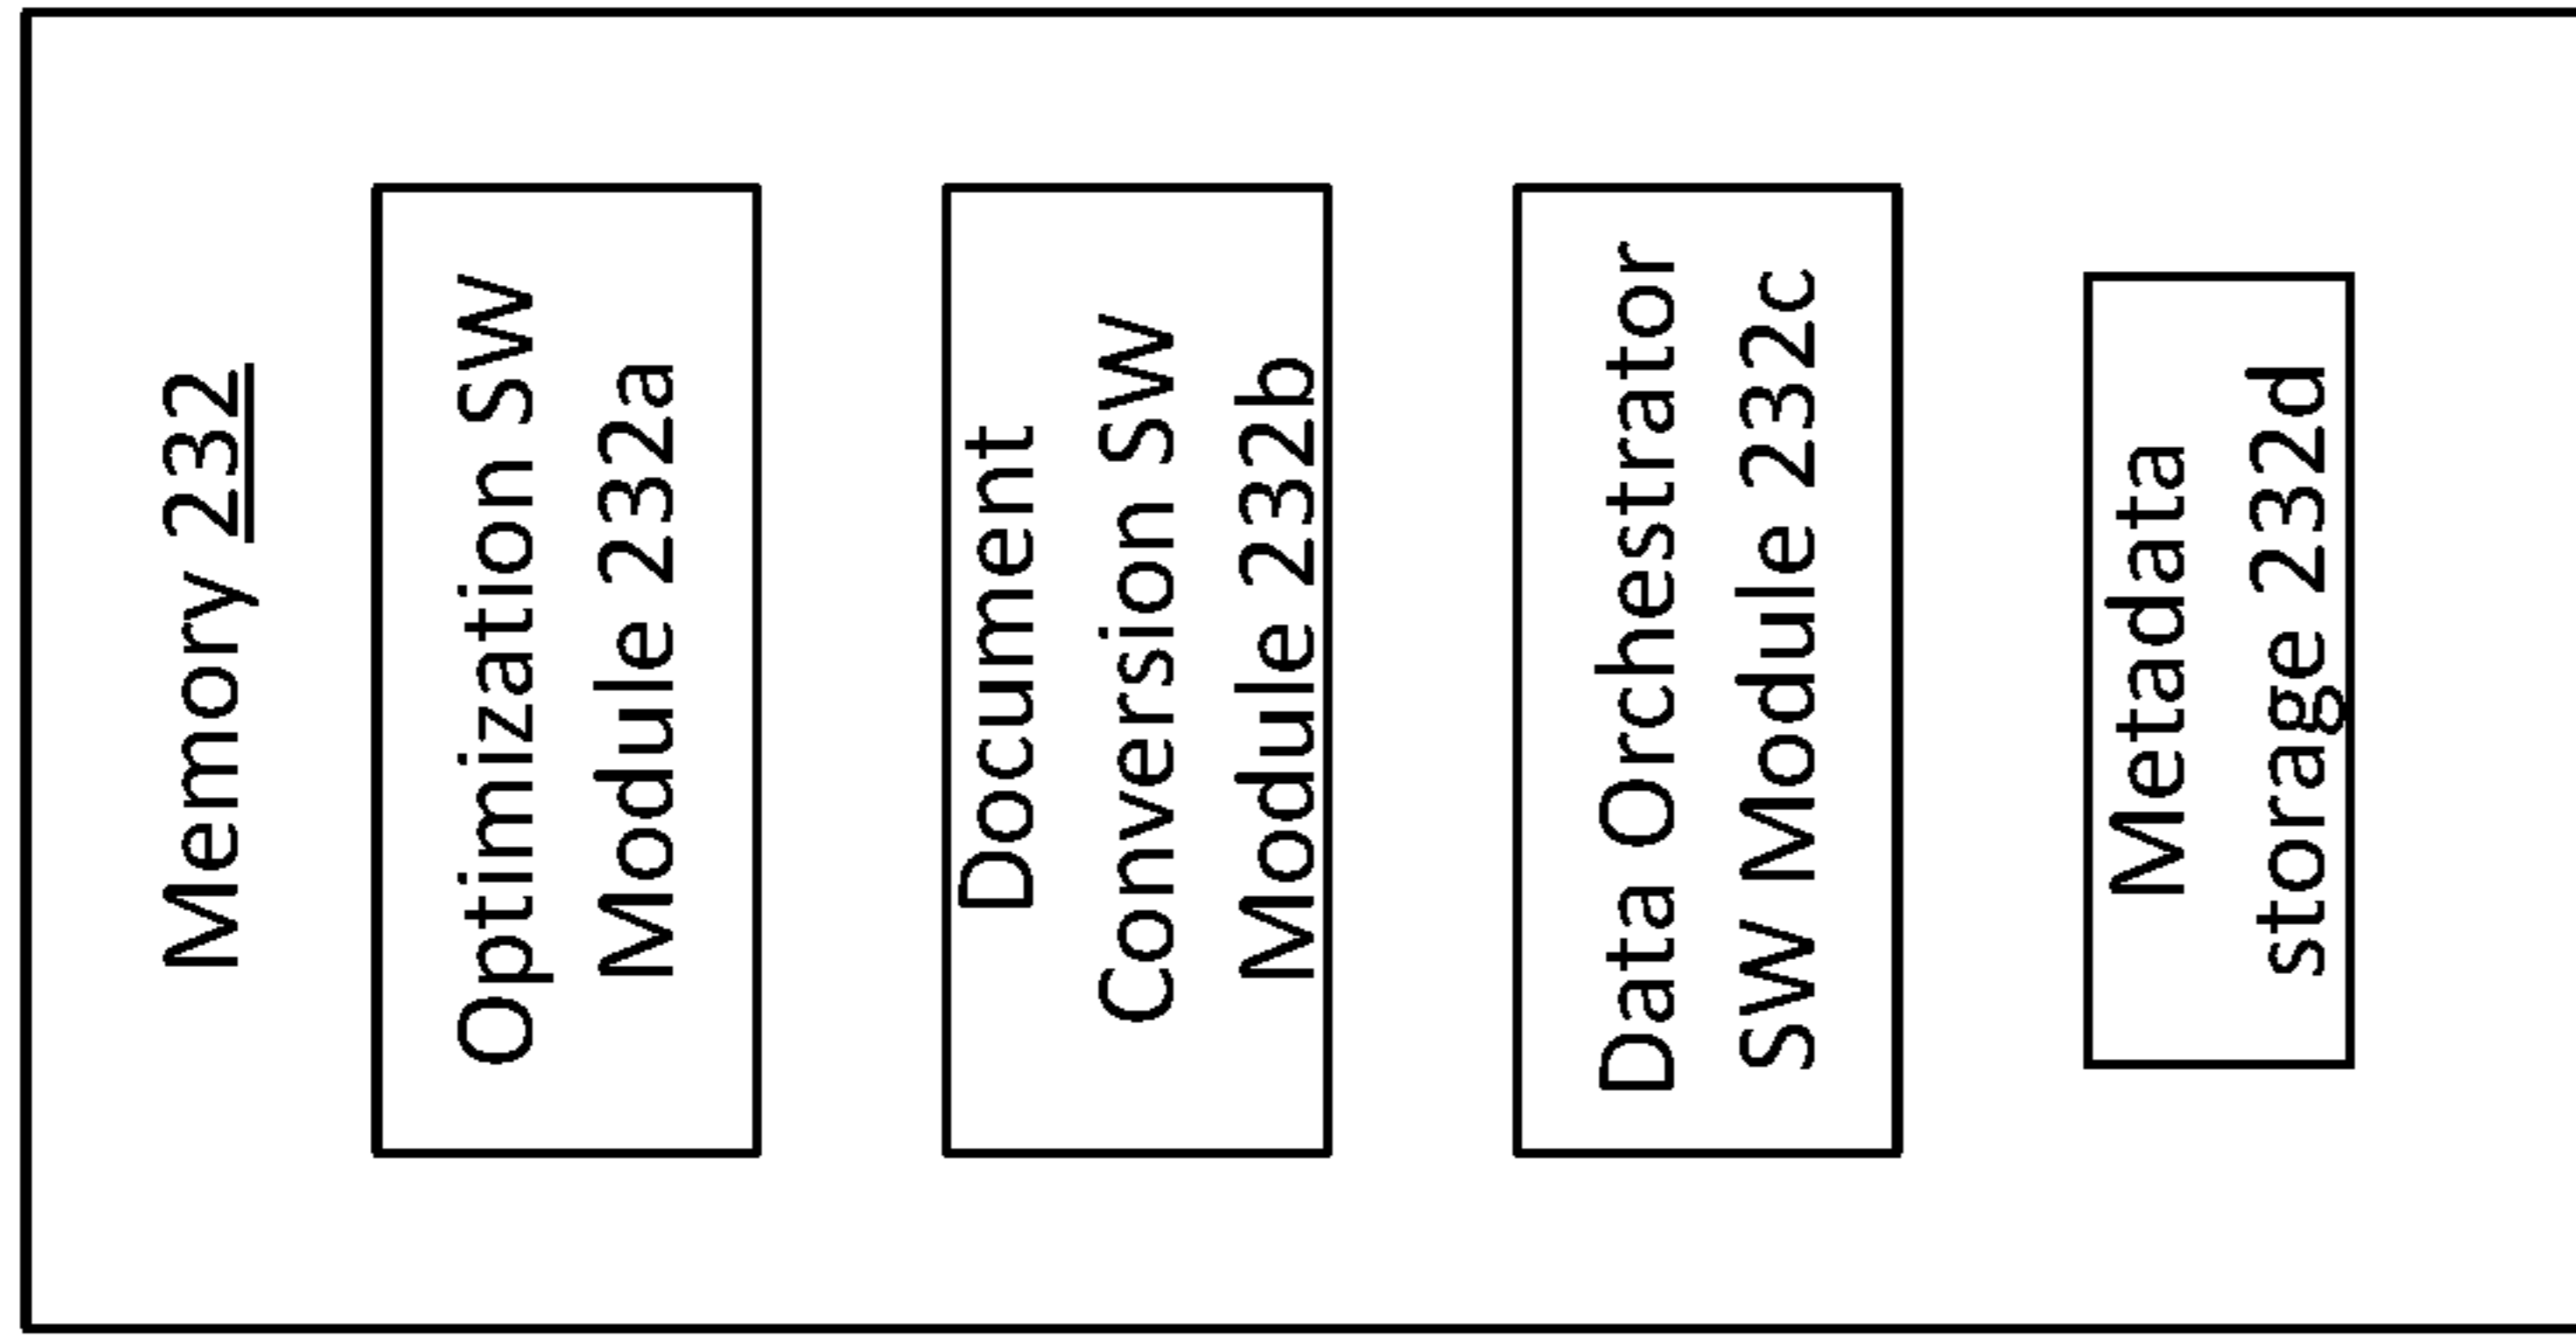 Memory 232
Optimization SW
Module 232a
Document
Conversion SW
Module 232b
Data Orchestrator
SW Module 232c
Metadata
storage 232d